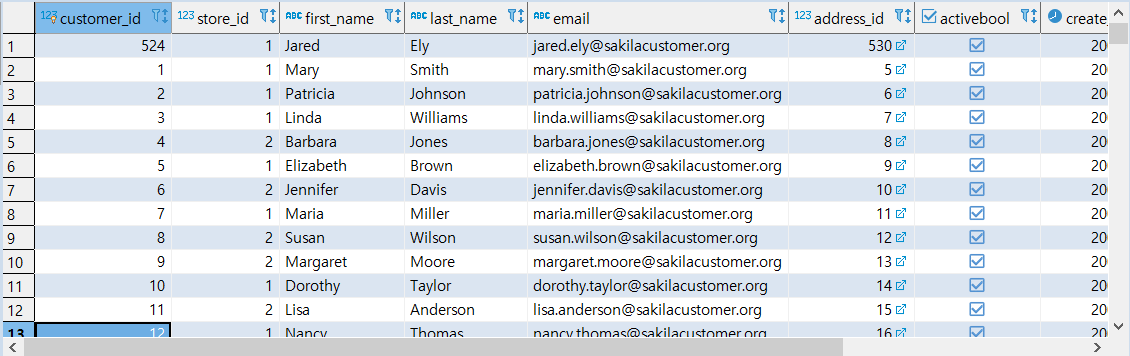 123 customer_id 123 store_id ABC first_name ABC last_name ABC email 123 address_id activebool create_
1 524 1 Jared Ely jared.ely@sakilacustomer.org 530 20
2 1 1 Mary Smith mary.smith@sakilacustomer.org 5 20
3 2 1 Patricia Johnson patricia.johnson@sakilacustomer.org 6 20
4 3 1 Linda Williams linda.williams@sakilacustomer.org 7 20
5 4 2 Barbara Jones barbara.jones@sakilacustomer.org 8 20
6 5 1 Elizabeth Brown elizabeth.brown@sakilacustomer.org 9 20
7 6 2 Jennifer Davis jennifer.davis@sakilacustomer.org 10 20
8 7 1 Maria Miller maria.miller@sakilacustomer.org 11 20
9 8 2 Susan Wilson susan.wilson@sakilacustomer.org 12 20
10 9 2 Margaret Moore margaret.moore@sakilacustomer.org 13 20
11 10 1 Dorothy Taylor dorothy.taylor@sakilacustomer.org 14 20
12 11 2 Lisa Anderson lisa.anderson@sakilacustomer.org 15 20
13 12 1 Nancy Thomas nancy.thomas@sakilacustomer.org 16 20